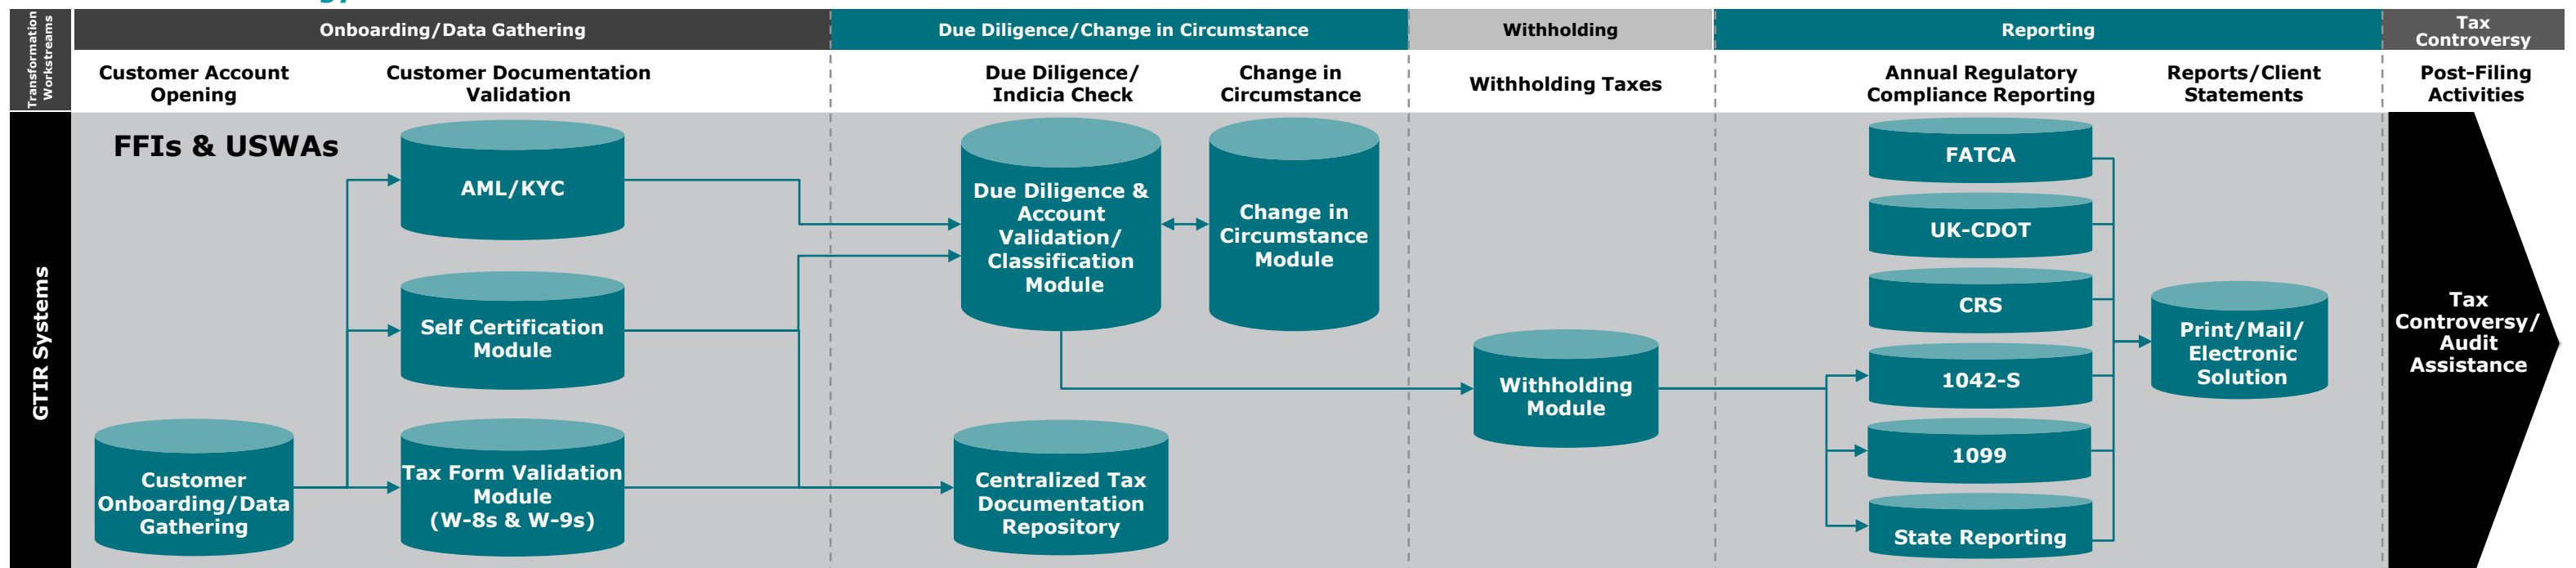 Transformation
Workstreams
Onboarding/Data Gathering
Due Diligence/Change in Circumstance
Withholding
Reporting
Tax
Controversy
Customer Account
Opening
Customer Documentation
Validation
Due Diligence/
Indicia Check
Change in
Circumstance
Withholding Taxes
Annual Regulatory
Compliance Reporting
Reports/Client
Statements
Post-Filing
Activities
GTIR Systems
FFIs & USWAs
Customer
Onboarding/Data
Gathering
AML/KYC
Self Certification
Module
Tax Form Validation
Module
(W-8s & W-9s)
Due Diligence &
Account
Validation/
Classification
Module
Change in
Circumstance
Module
Centralized Tax
Documentation
Repository
Withholding
Module
FATCA
UK-CDOT
CRS
1042-S
1099
State Reporting
Print/Mail/
Electronic
Solution
Tax
Controversy/
Audit
Assistance